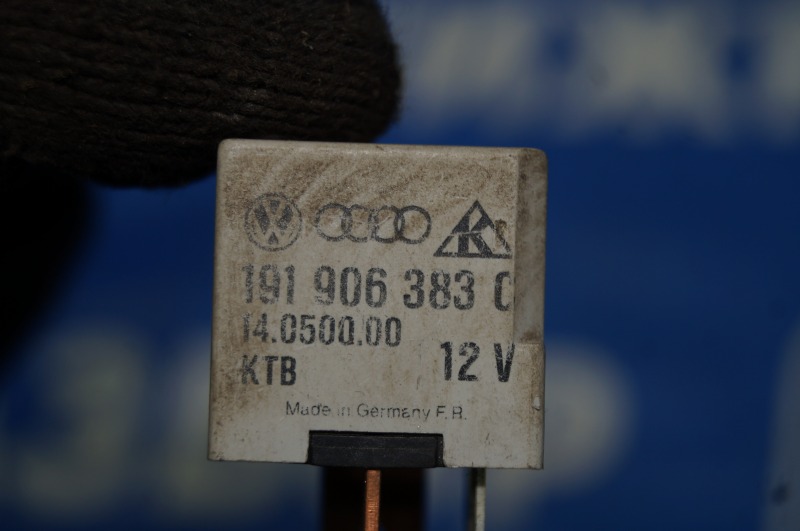 191 906 383 C
14.0500.00
KTB 12 V
Made in Germany F.R.